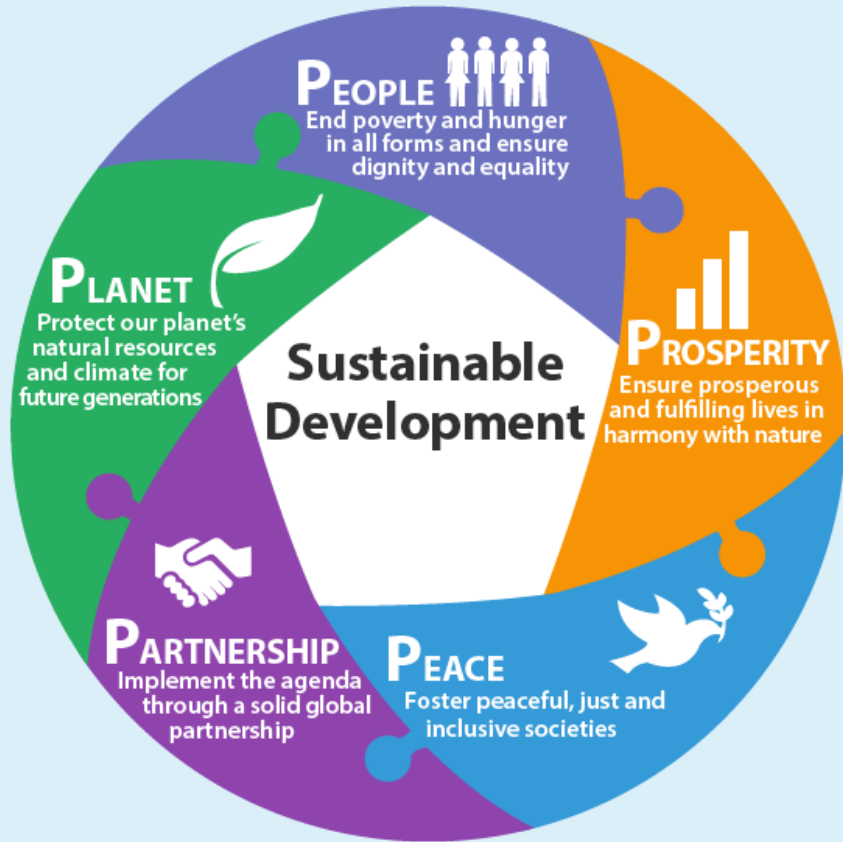 PEOPLE
End poverty and hunger
in all forms and ensure
dignity and equality
PLANET
Protect our planet's
natural resources
and climate for
future generations
Sustainable
Development
PROSPERITY
Ensure prosperous
and fulfilling lives in
harmony with nature
PARTNERSHIP
Implement the agenda
through a solid global
partnership
PEACE
Foster peaceful, just and
inclusive societies